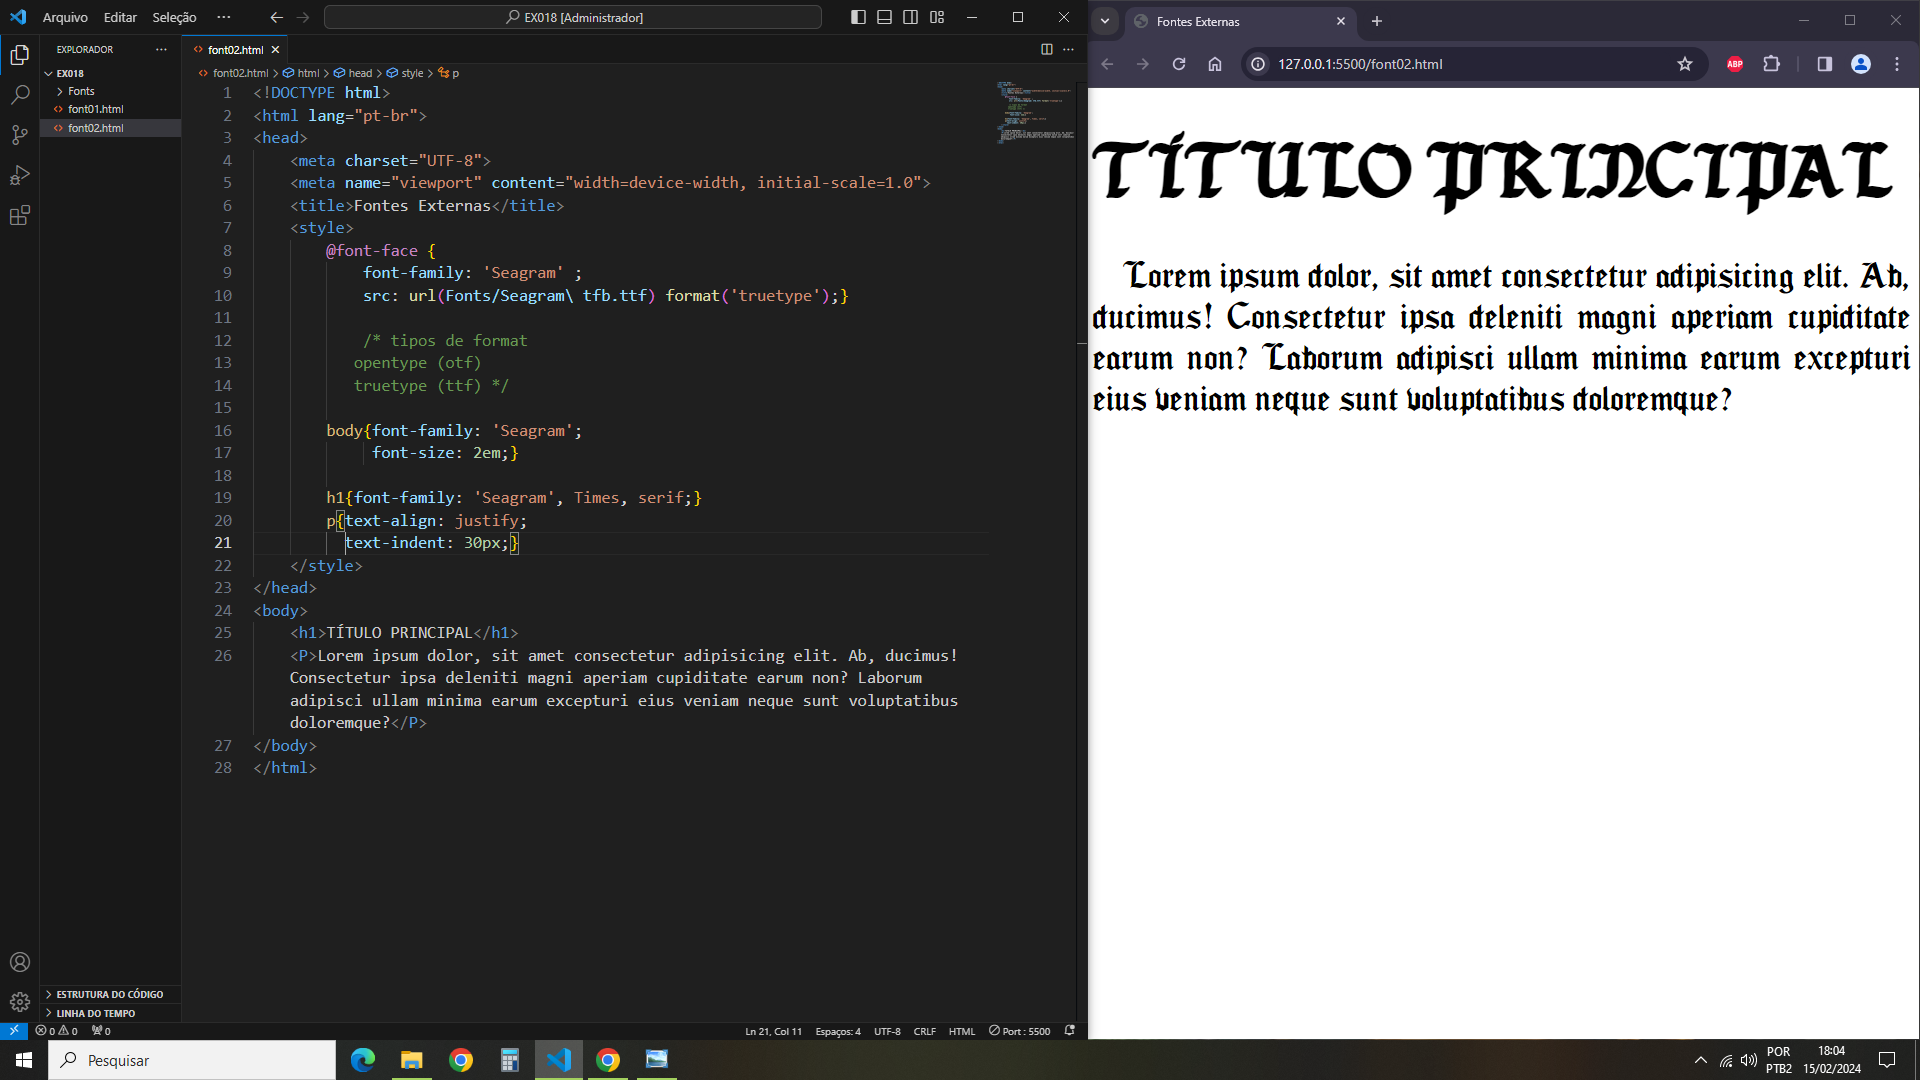 Arquivo Editar Seleção ··· EX018 [Administrador]
EXPLORADOR ···
EX018
Fonts
font01.html
font02.html
ESTRUTURA DO CÓDIGO
LINHA DO TEMPO
font02.html
font02.html > html > head > style > p
1 <!DOCTYPE html>
2 <html lang="pt-br">
3 <head>
4 <meta charset="UTF-8">
5 <meta name="viewport" content="width=device-width, initial-scale=1.0">
6 <title>Fontes Externas</title>
7 <style>
8 @font-face {
9 font-family: 'Seagram' ;
10 src: url(Fonts/Seagram\ tfb.ttf) format('truetype');}
11
12 /* tipos de format
13 opentype (otf)
14 truetype (ttf) */
15
16 body{font-family: 'Seagram';
17 font-size: 2em;}
18
19 h1{font-family: 'Seagram', Times, serif;}
20 p{text-align: justify;
21 text-indent: 30px;}
22 </style>
23 </head>
24 <body>
25 <h1>TÍTULO PRINCIPAL</h1>
26 <P>Lorem ipsum dolor, sit amet consectetur adipisicing elit. Ab, ducimus!
Consectetur ipsa deleniti magni aperiam cupiditate earum non? Laborum
adipisci ullam minima earum excepturi eius veniam neque sunt voluptatibus
doloremque?</P>
27 </body>
28 </html>
0 0 0 Ln 21, Col 11 Espaços: 4 UTF-8 CRLF HTML Port : 5500
Fontes Externas
127.0.0.1:5500/font02.html ABP
TÍTULO PRINCIPAL
Lorem ipsum dolor, sit amet consectetur adipisicing elit. Ab,
ducimus! Consectetur ipsa deleniti magni aperiam cupiditate
earum non? Laborum adipisci ullam minima earum excepturi
eius veniam neque sunt voluptatibus doloremque?
Pesquisar
POR
PTB2
18:04
15/02/2024